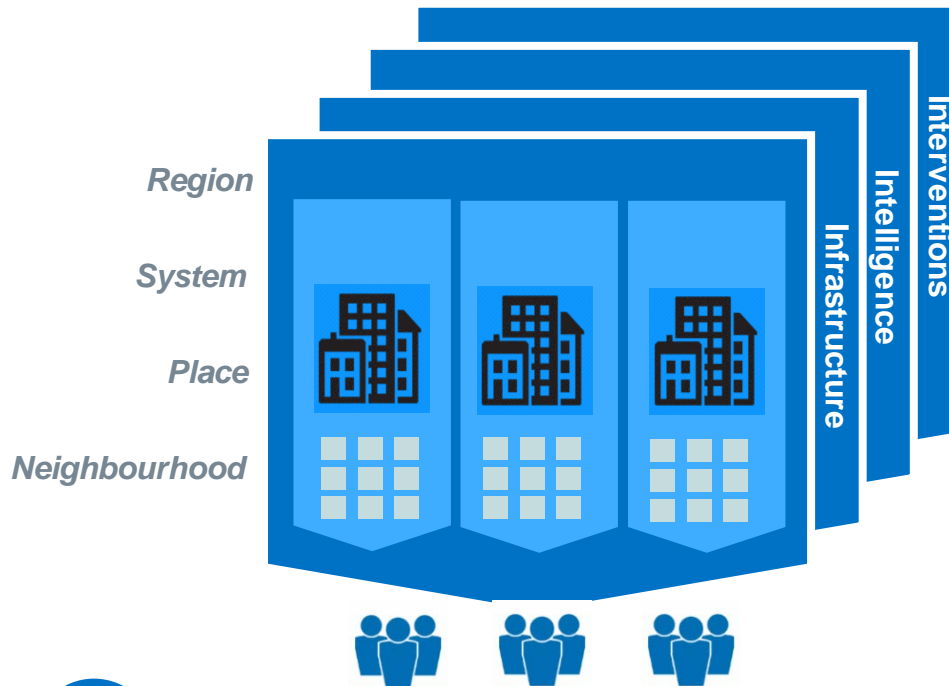 Region
System
Place
Neighbourhood
Infrastructure
Intelligence
Interventions